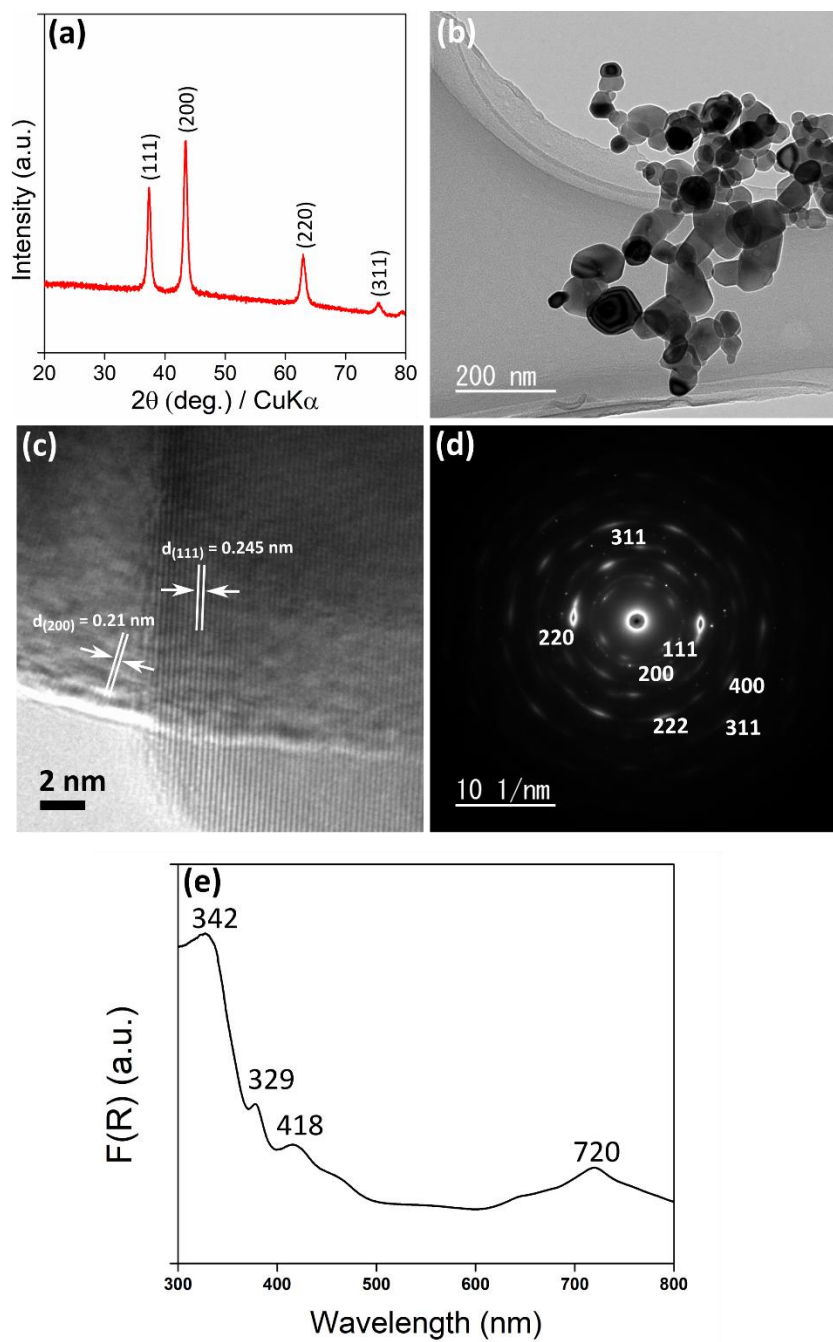 (a)
(111)
(200)
(220)
(311)
Intensity (a.u.)
20 30 40 50 60 70 80
2θ (deg.) / CuKα
(b)
200 nm
(c)
d(111) = 0.245 nm
d(200) = 0.21 nm
2 nm
(d)
311
220
111
200
400
222
311
10 1/nm
(e)
342
329
418
720
F(R) (a.u.)
300 400 500 600 700 800
Wavelength (nm)